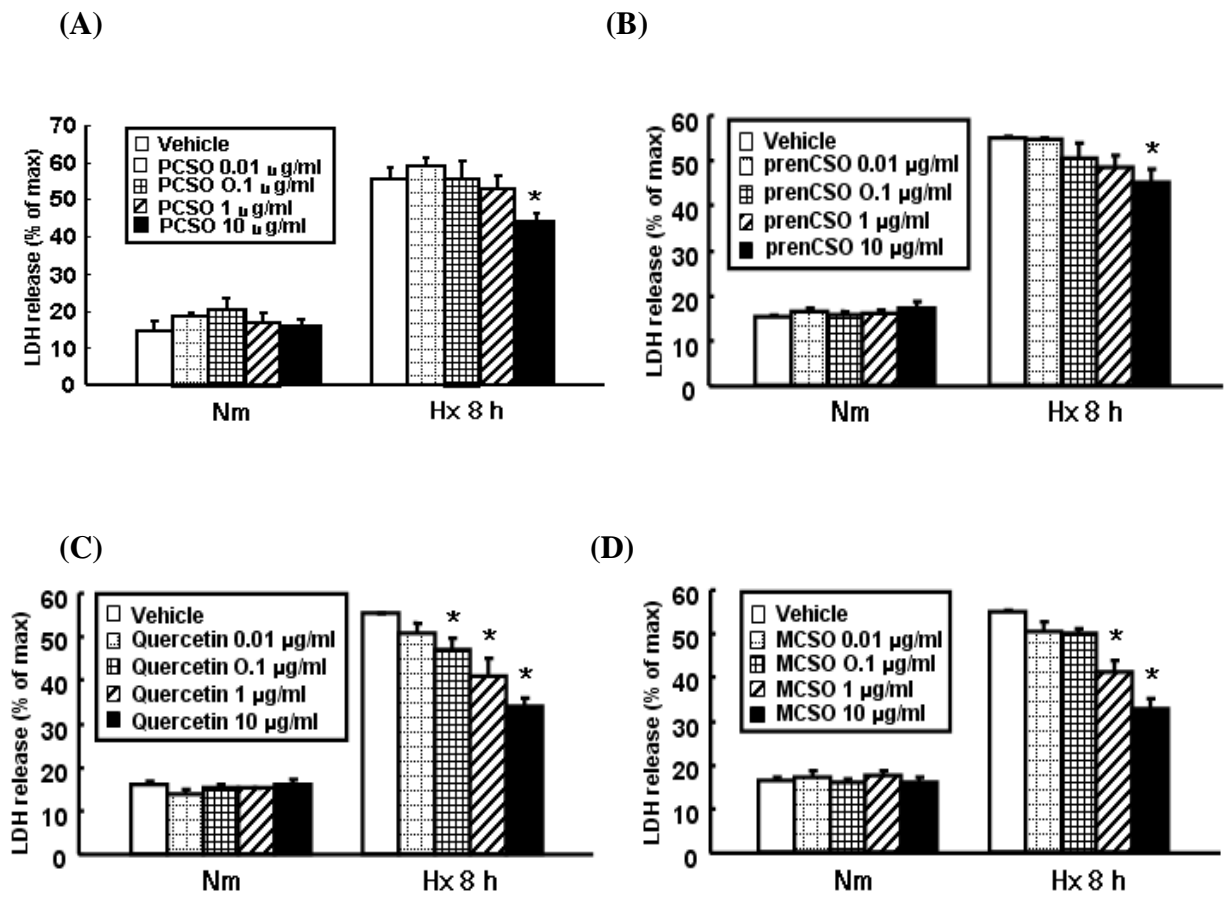 (A)
LDH release (% of max)
70
60
50
40
30
20
10
0
Vehicle
PCSO 0.01 µg/ml
PCSO O.1 µg/ml
PCSO 1 µg/ml
PCSO 10 µg/ml
*
Nm
Hx 8 h
(B)
LDH release (% of max)
60
50
40
30
20
10
0
Vehicle
prenCSO 0.01 µg/ml
prenCSO O.1 µg/ml
prenCSO 1 µg/ml
prenCSO 10 µg/ml
*
Nm
Hx 8 h
(C)
LDH release (% of max)
60
50
40
30
20
10
0
Vehicle
Quercetin 0.01 µg/ml
Quercetin O.1 µg/ml
Quercetin 1 µg/ml
Quercetin 10 µg/ml
* * *
Nm
Hx 8 h
(D)
LDH release (% of max)
60
50
40
30
20
10
0
Vehicle
MCSO 0.01 µg/ml
MCSO O.1 µg/ml
MCSO 1 µg/ml
MCSO 10 µg/ml
* *
Nm
Hx 8 h